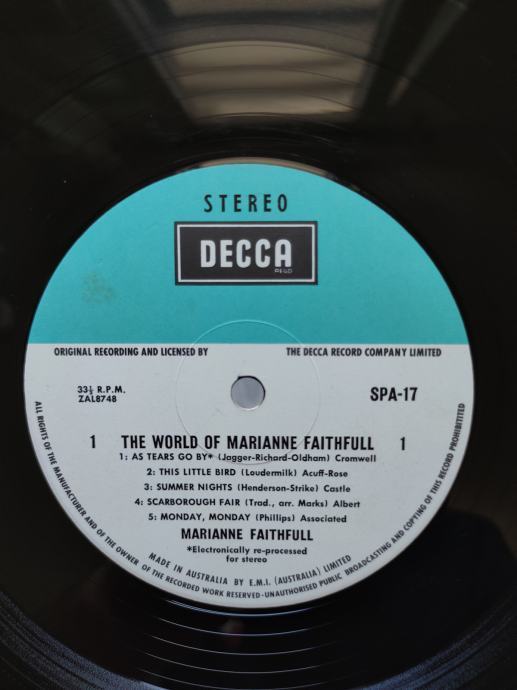 STEREO
DECCA
REGD
ORIGINAL RECORDING AND LICENSED BY THE DECCA RECORD COMPANY LIMITED
33⅓ R.P.M. SPA-17
ZAL8748
1 THE WORLD OF MARIANNE FAITHFULL 1
1: AS TEARS GO BY* (Jagger-Richard-Oldham) Cromwell
2: THIS LITTLE BIRD (Loudermilk) Acuff-Rose
3: SUMMER NIGHTS (Henderson-Strike) Castle
4: SCARBOROUGH FAIR (Trad., arr. Marks) Albert
5: MONDAY, MONDAY (Phillips) Associated
MARIANNE FAITHFULL
*Electronically re-processed
for stereo
MADE IN AUSTRALIA BY E.M.I. (AUSTRALIA) LIMITED
ALL RIGHTS OF THE MANUFACTURER AND OF THE OWNER OF THE RECORDED WORK RESERVED-UNAUTHORISED PUBLIC BROADCASTING AND COPYING OF THIS RECORD PROHIBITED